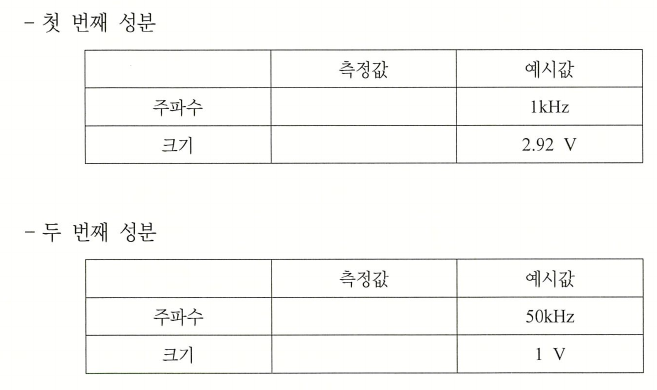 - 첫 번째 성분
측정값 예시값
주파수 1kHz
크기 2.92 V
- 두 번째 성분
측정값 예시값
주파수 50kHz
크기 1 V